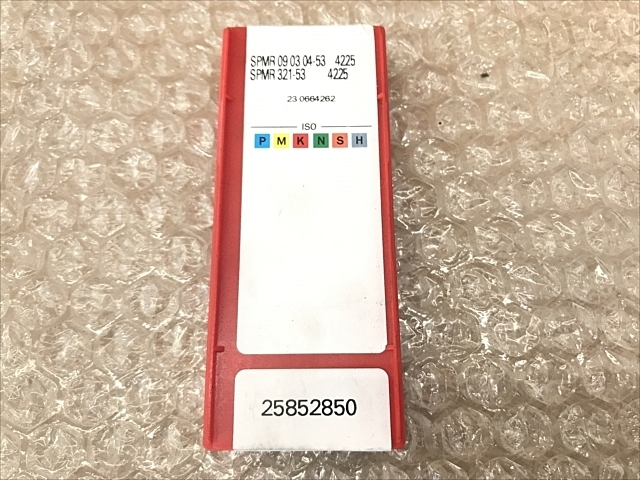 SPMR 09 03 04-53 4225
SPMR 321-53 4225
23 0664262
ISO
P M K N S H
25852850